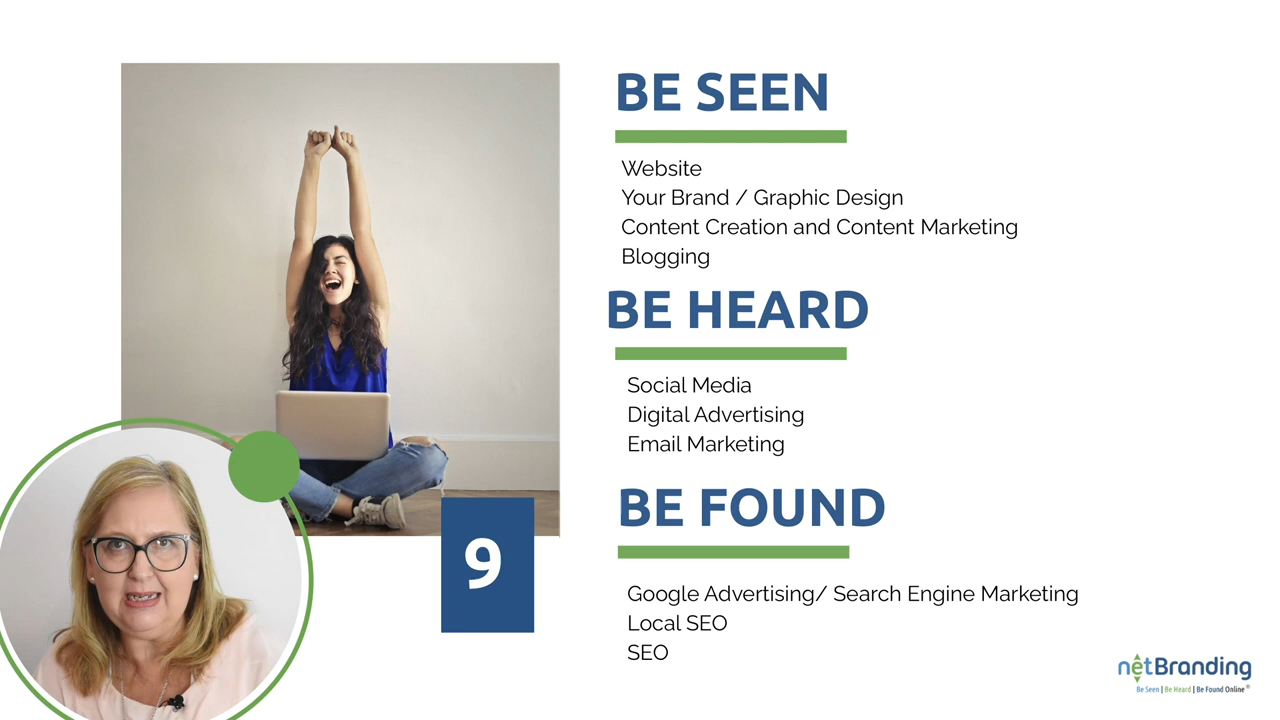 BE SEEN
Website
Your Brand / Graphic Design
Content Creation and Content Marketing
Blogging
BE HEARD
Social Media
Digital Advertising
Email Marketing
BE FOUND
9
Google Advertising/ Search Engine Marketing
Local SEO
SEO
netBranding
Be Seen | Be Heard | Be Found Online®